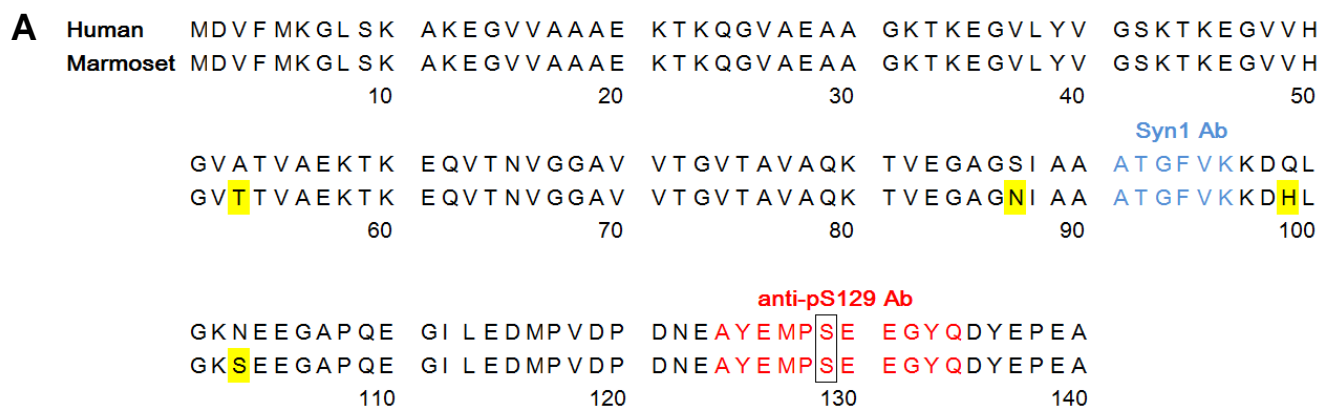 A
Human MDVFMKGLSK AKEGVVAAAE KTKQGVAEAA GKTKEGVLYV GSKTKEGVVH
Marmoset MDVFMKGLSK AKEGVVAAAE KTKQGVAEAA GKTKEGVLYV GSKTKEGVVH
10 20 30 40 50
Syn1 Ab
GVATVAEKTK EQVTNVGGAV VTGVTAVAQK TVEGAGSIAA ATGFVKKDQL
GVTTVAEKTK EQVTNVGGAV VTGVTAVAQK TVEGAGNIAA ATGFVKKDHL
60 70 80 90 100
anti-pS129 Ab
GKNEEGAPQE GILEDMPVDP DNEAYEMPSE EGYQDYEPEA
GKSEEGAPQE GILEDMPVDP DNEAYEMPSE EGYQDYEPEA
110 120 130 140